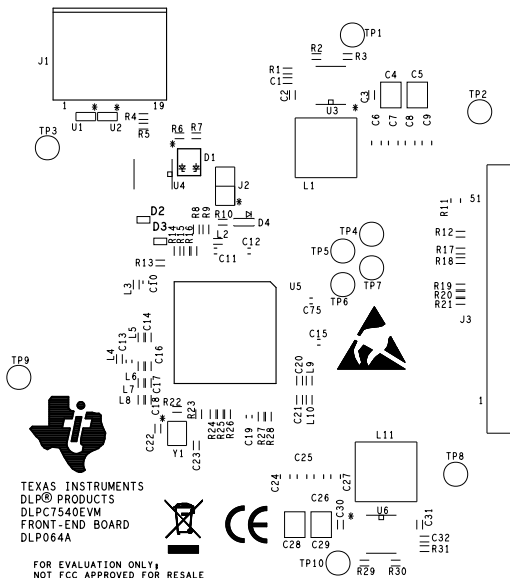 TP1
R2
R3
J1
R1
C1
C2
C3
C4
C5
U3
1
19
U1
U2
R4
R5
TP2
C6
C7
C8
C9
TP3
R6
R7
D1
U4
J2
L1
D2
D3
R8
R9
R10
D4
R11
51
R14
R15
R16
L2
C11
C12
TP4
TP5
R12
R17
R18
R13
L3
C10
U5
TP6
TP7
C75
R19
R20
R21
J3
L5
C13
C14
C15
L4
C16
TP9
L6
L7
L8
C17
C18
C20
L9
C21
L10
1
R22
R23
R24
R25
R26
C19
R27
R28
C22
Y1
C23
L11
TP8
C24
C25
C26
C27
TEXAS INSTRUMENTS
DLP® PRODUCTS
DLPC7540EVM
FRONT-END BOARD
DLP064A
CE
C28
C29
C30
U6
C31
C32
R31
TP10
R29
R30
FOR EVALUATION ONLY;
NOT FCC APPROVED FOR RESALE